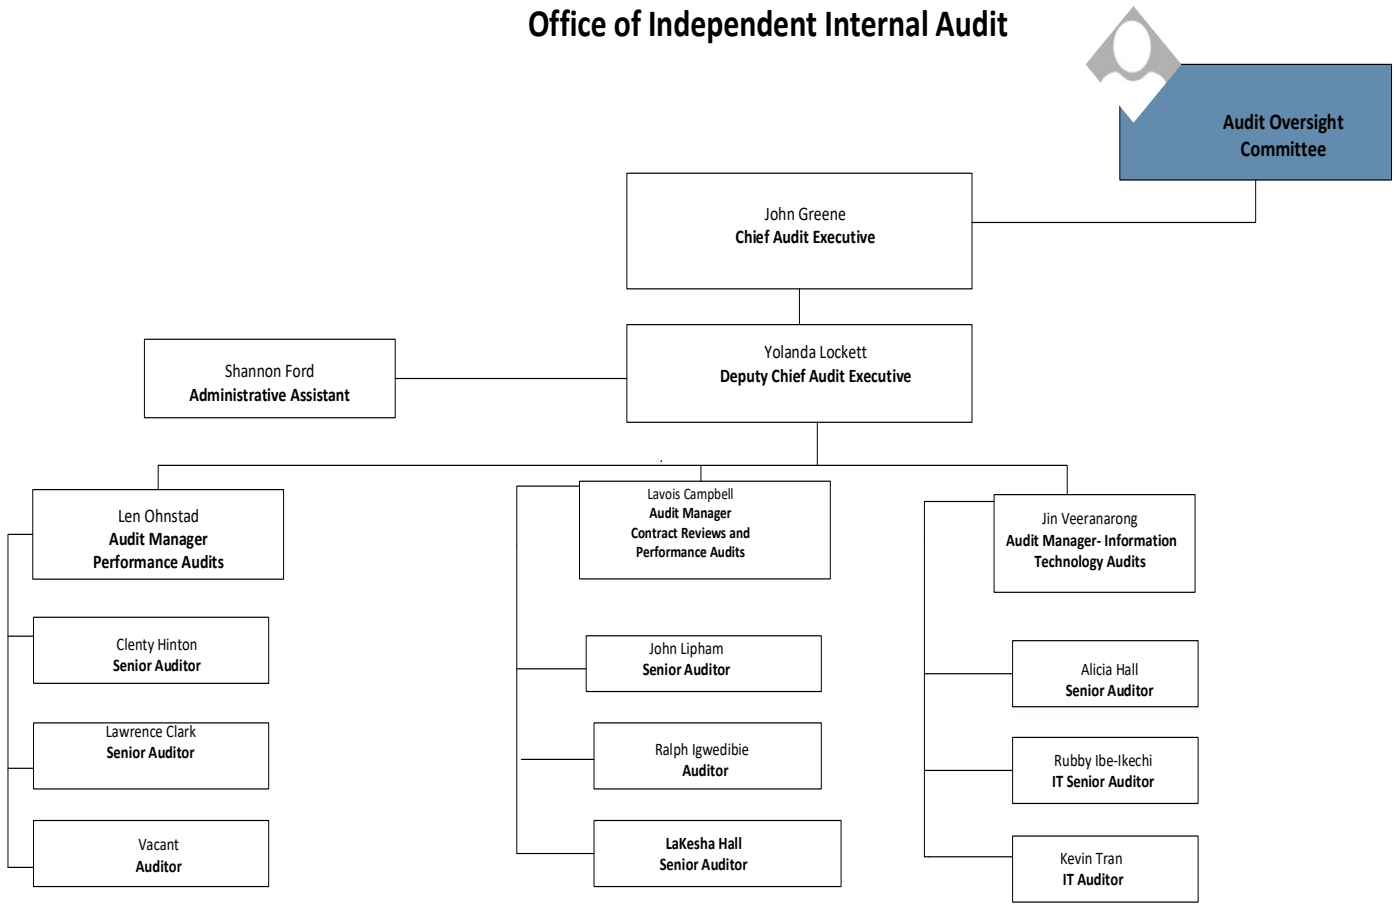 Office of Independent Internal Audit
Audit Oversight
Committee
John Greene
Chief Audit Executive
Yolanda Lockett
Deputy Chief Audit Executive
Shannon Ford
Administrative Assistant
Len Ohnstad
Audit Manager
Performance Audits
Clenty Hinton
Senior Auditor
Lawrence Clark
Senior Auditor
Vacant
Auditor
Lavois Campbell
Audit Manager
Contract Reviews and
Performance Audits
John Lipham
Senior Auditor
Ralph Igwedibie
Auditor
LaKesha Hall
Senior Auditor
Jin Veeranarong
Audit Manager- Information
Technology Audits
Alicia Hall
Senior Auditor
Rubby Ibe-Ikechi
IT Senior Auditor
Kevin Tran
IT Auditor